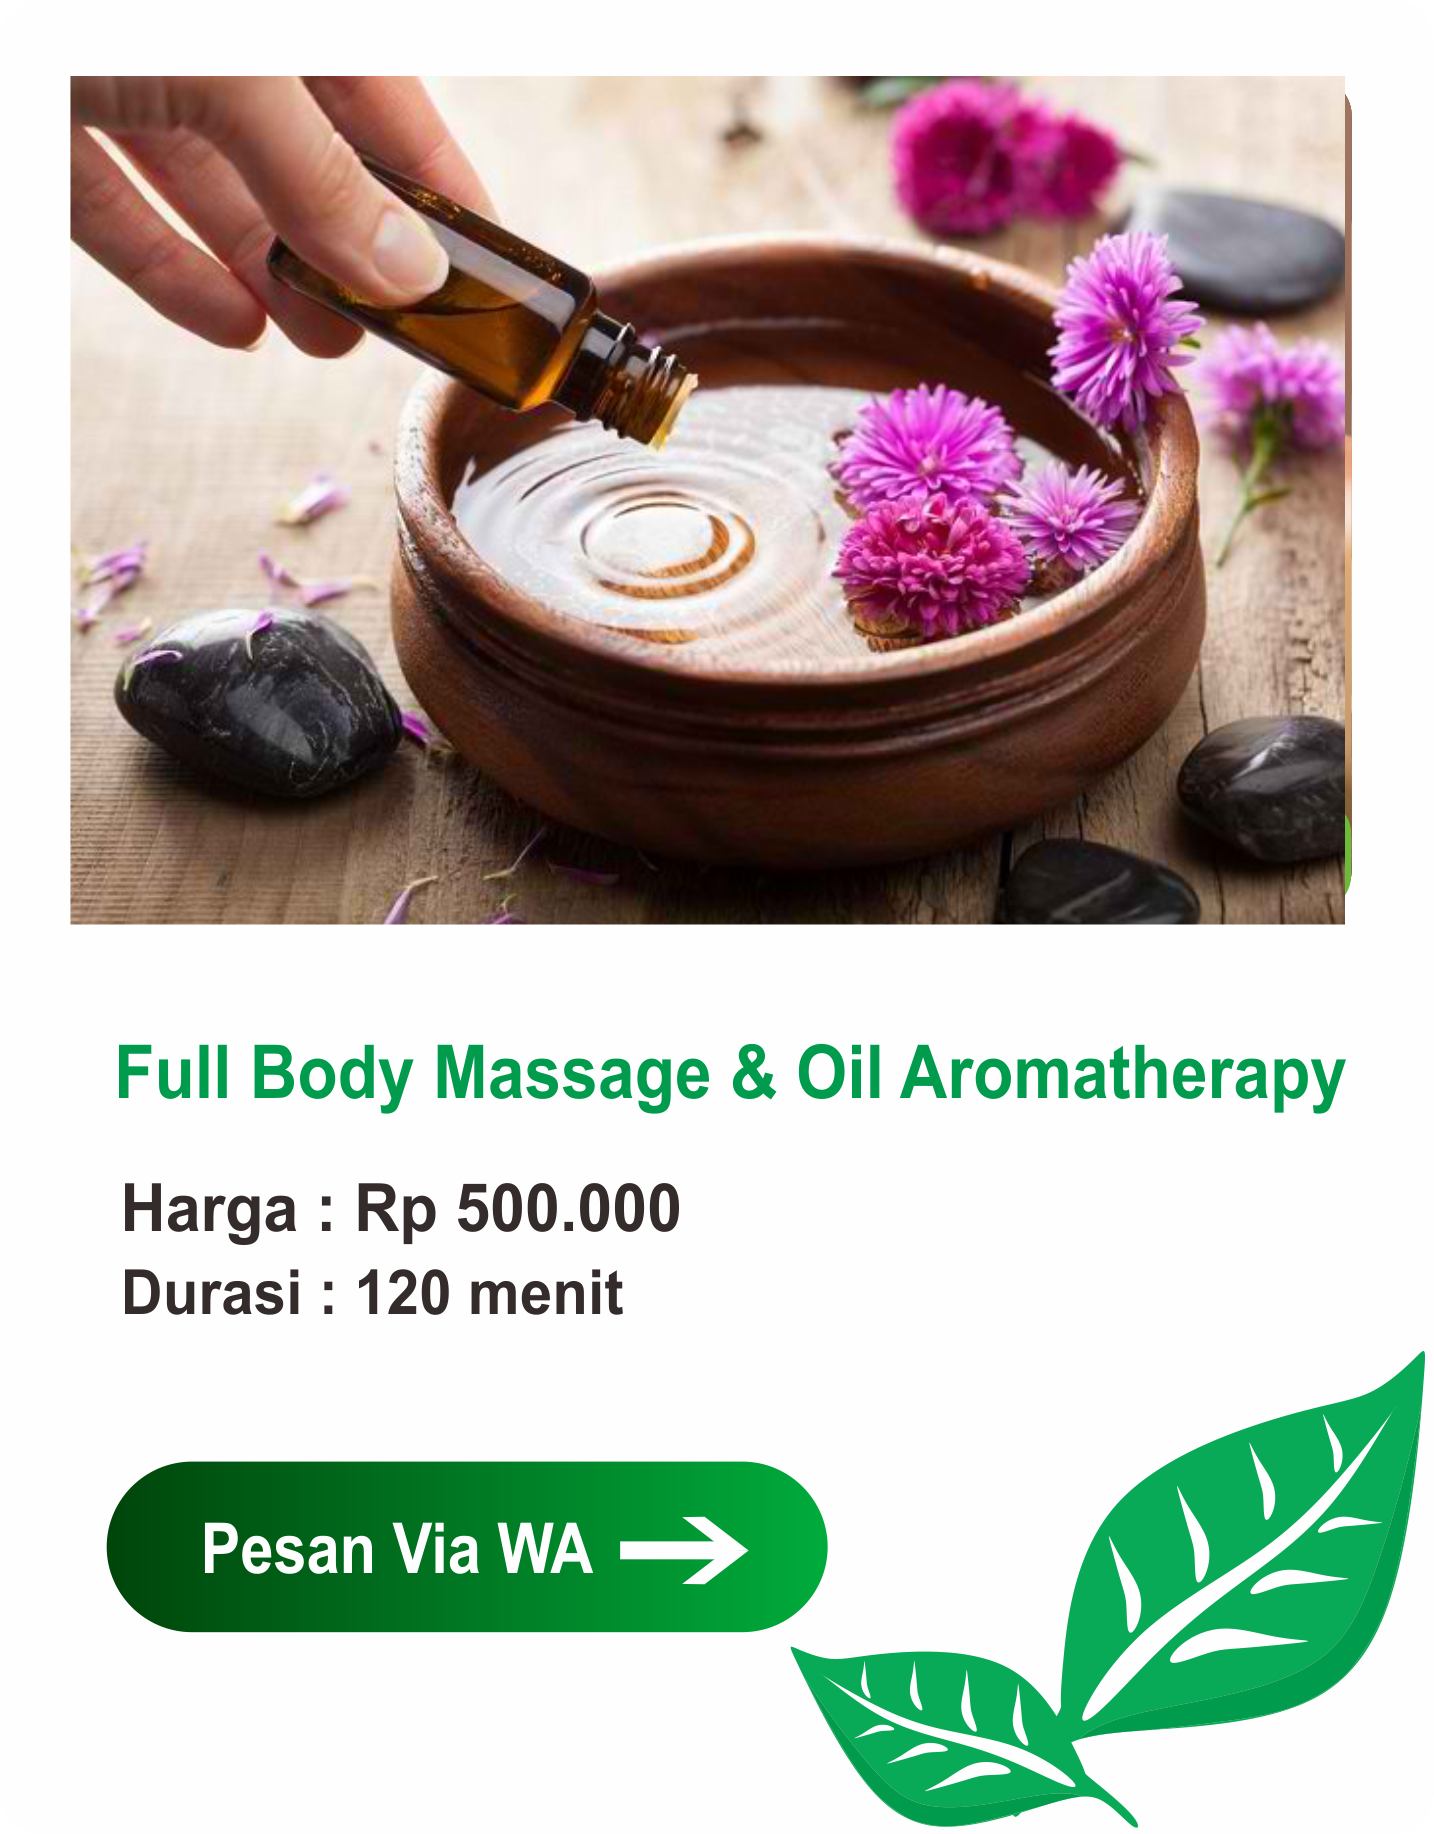 Full Body Massage & Oil Aromatherapy
Harga : Rp 500.000
Durasi : 120 menit
Pesan Via WA